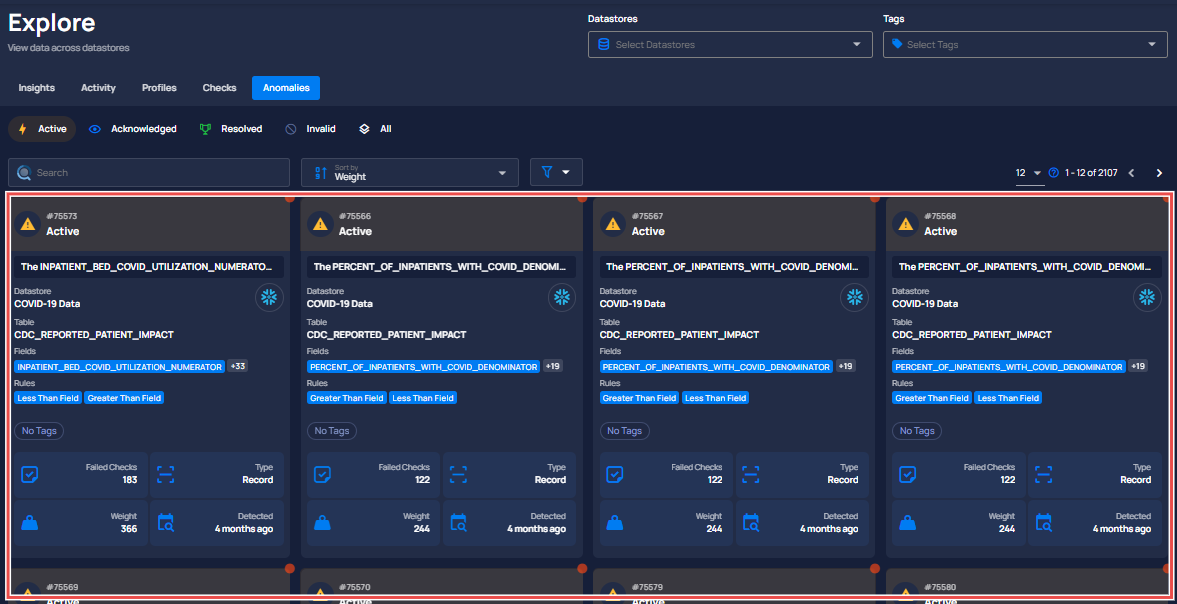 Explore
View data across datastores
Datastores
Select Datastores
Tags
Select Tags
Insights Activity Profiles Checks Anomalies
Active Acknowledged Resolved Invalid All
Search
Sort by
Weight
12 1 - 12 of 2107
#75573
Active
The INPATIENT_BED_COVID_UTILIZATION_NUMERATO...
Datastore
COVID-19 Data
Table
CDC_REPORTED_PATIENT_IMPACT
Fields
INPATIENT_BED_COVID_UTILIZATION_NUMERATOR +33
Rules
Less Than Field Greater Than Field
No Tags
Failed Checks
183
Type
Record
Weight
366
Detected
4 months ago
#75566
Active
The PERCENT_OF_INPATIENTS_WITH_COVID_DENOMI...
Datastore
COVID-19 Data
Table
CDC_REPORTED_PATIENT_IMPACT
Fields
PERCENT_OF_INPATIENTS_WITH_COVID_DENOMINATOR +19
Rules
Greater Than Field Less Than Field
No Tags
Failed Checks
122
Type
Record
Weight
244
Detected
4 months ago
#75567
Active
The PERCENT_OF_INPATIENTS_WITH_COVID_DENOMI...
Datastore
COVID-19 Data
Table
CDC_REPORTED_PATIENT_IMPACT
Fields
PERCENT_OF_INPATIENTS_WITH_COVID_DENOMINATOR +19
Rules
Greater Than Field Less Than Field
No Tags
Failed Checks
122
Type
Record
Weight
244
Detected
4 months ago
#75568
Active
The PERCENT_OF_INPATIENTS_WITH_COVID_DENOMI...
Datastore
COVID-19 Data
Table
CDC_REPORTED_PATIENT_IMPACT
Fields
PERCENT_OF_INPATIENTS_WITH_COVID_DENOMINATOR +19
Rules
Greater Than Field Less Than Field
No Tags
Failed Checks
122
Type
Record
Weight
244
Detected
4 months ago
#75569
Active
#75570
Active
#75579
Active
#75580
Active